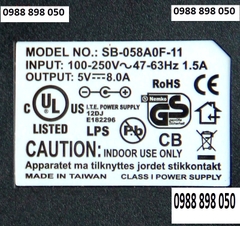 0988 898 050
0988 898 050
MODEL NO.: SB-058A0F-11
INPUT: 100-250V~47-63Hz 1.5A
OUTPUT: 5V⎓8.0A
RoHS
C UL US
LISTED
I.T.E. POWER SUPPLY
12DJ
E182296
LPS
Pb
N Nemko
GS
CB
CAUTION: INDOOR USE ONLY
Apparatet ma tilknyttes jordet stikkontakt
MADE IN TAIWAN CLASS I POWER SUPPLY
0988 898 050